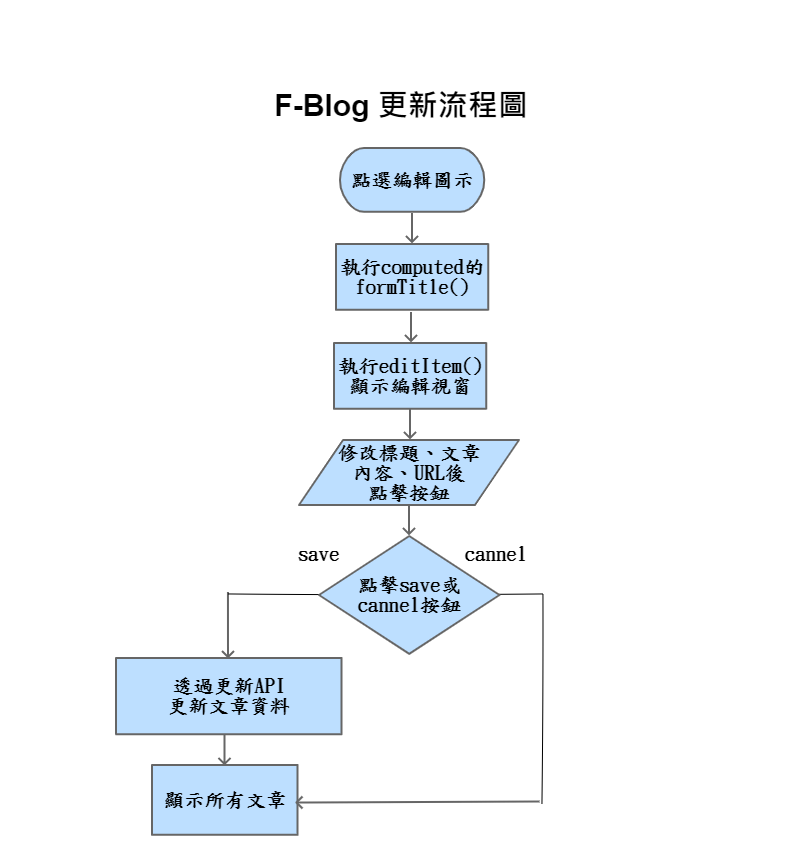 F-Blog 更新流程圖
點選編輯圖示
執行computed的
formTitle()
執行editItem()
顯示編輯視窗
修改標題、文章
內容、URL後
點擊按鈕
save
cannel
點擊save或
cannel按鈕
透過更新API
更新文章資料
顯示所有文章